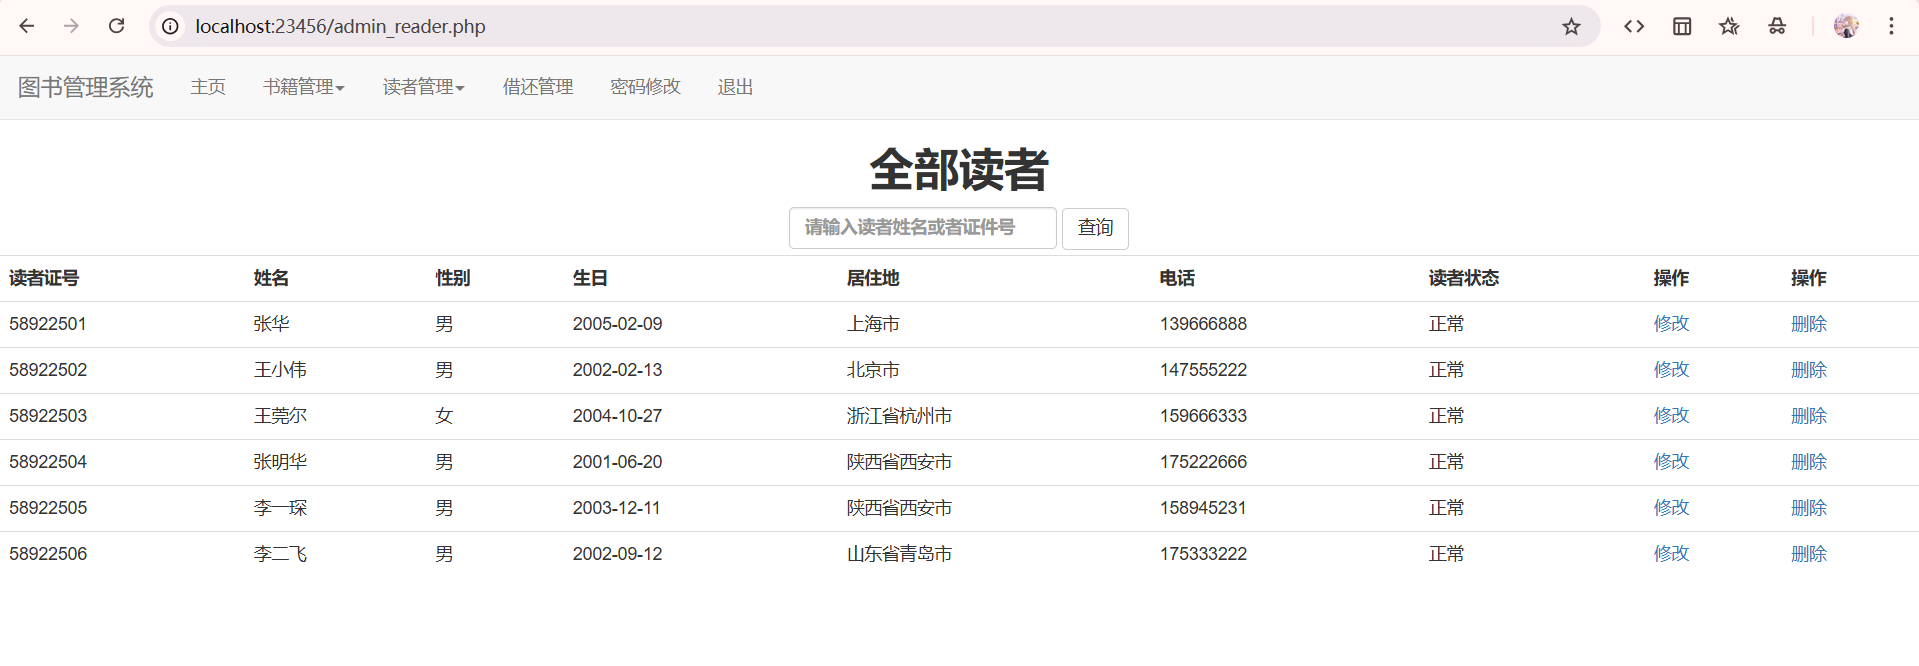 localhost:23456/admin_reader.php
图书管理系统 主页 书籍管理 读者管理 借还管理 密码修改 退出
全部读者
请输入读者姓名或者证件号 查询
读者证号 姓名 性别 生日 居住地 电话 读者状态 操作 操作
58922501 张华 男 2005-02-09 上海市 139666888 正常 修改 删除
58922502 王小伟 男 2002-02-13 北京市 147555222 正常 修改 删除
58922503 王莞尔 女 2004-10-27 浙江省杭州市 159666333 正常 修改 删除
58922504 张明华 男 2001-06-20 陕西省西安市 175222666 正常 修改 删除
58922505 李一琛 男 2003-12-11 陕西省西安市 158945231 正常 修改 删除
58922506 李二飞 男 2002-09-12 山东省青岛市 175333222 正常 修改 删除